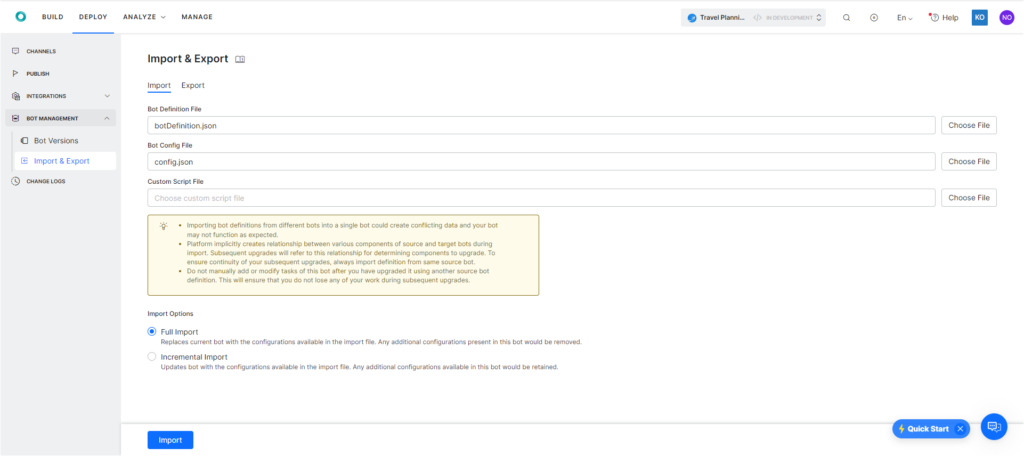 BUILD DEPLOY ANALYZE MANAGE Travel Planni... IN DEVELOPMENT En Help KO NO
CHANNELS
PUBLISH
INTEGRATIONS
BOT MANAGEMENT
Bot Versions
Import & Export
CHANGE LOGS
Import & Export
Import Export
Bot Definition File
botDefinition.json Choose File
Bot Config File
config.json Choose File
Custom Script File
Choose custom script file Choose File
• Importing bot definitions from different bots into a single bot could create conflicting data and your bot
may not function as expected.
• Platform implicitly creates relationship between various components of source and target bots during
import. Subsequent upgrades will refer to this relationship for determining components to upgrade. To
ensure continuity of your subsequent upgrades, always import definition from same source bot.
• Do not manually add or modify tasks of this bot after you have upgraded it using another source bot
definition. This will ensure that you do not lose any of your work during subsequent upgrades.
Import Options
Full Import
Replaces current bot with the configurations available in the import file. Any additional configurations present in this bot would be removed.
Incremental Import
Updates bot with the configurations available in the import file. Any additional configurations available in this bot would be retained.
Import
Quick Start